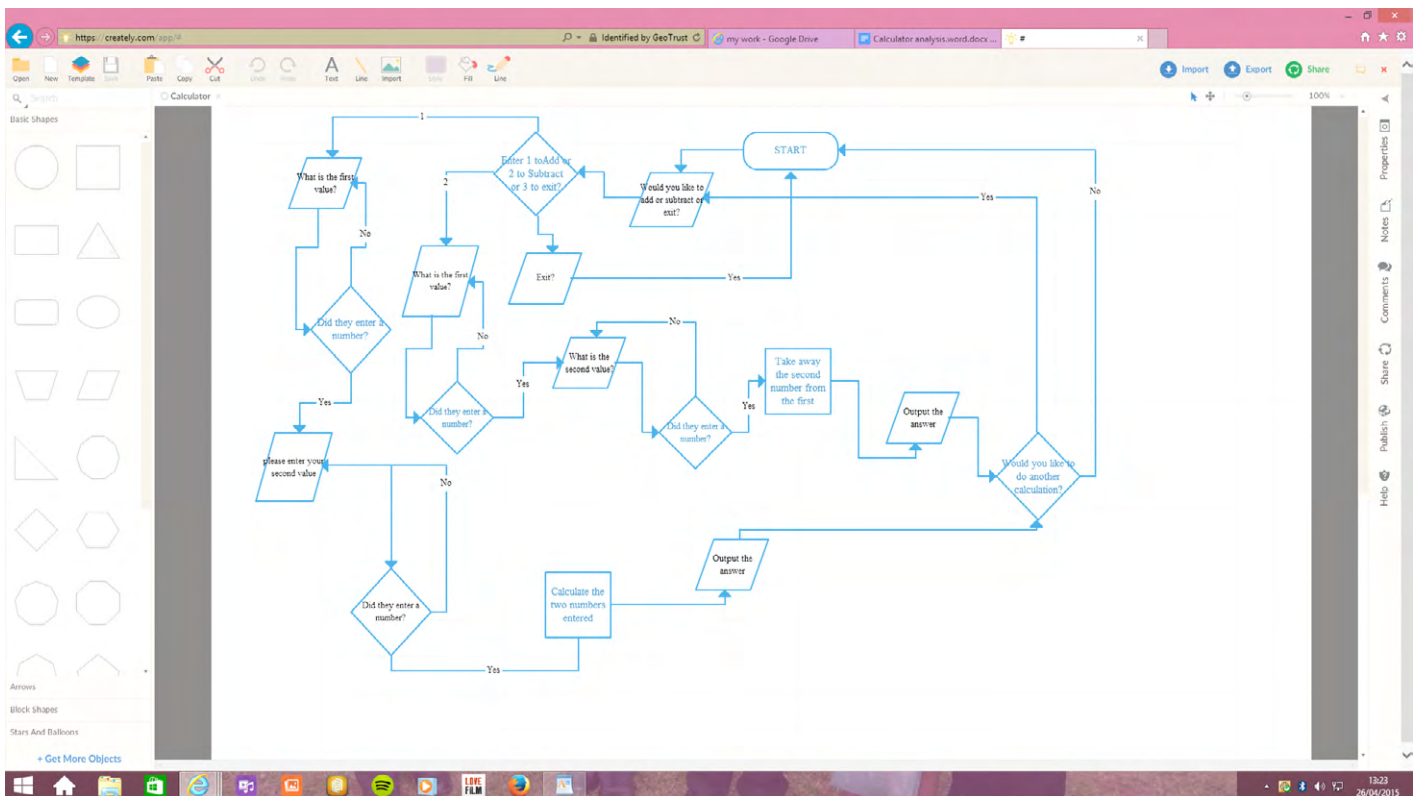 https://creately.com/app/#
Identified by GeoTrust
my work - Google Drive
Calculator analysis.word.docx ...
#
Open
New
Template
Save
Paste
Copy
Cut
Undo
Redo
Text
Line
Import
Style
Fill
Line
Import
Export
Share
Search
Calculator
100%
Basic Shapes
Arrows
Block Shapes
Stars And Balloons
+ Get More Objects
Properties
Notes
Comments
Share
Publish
Help
1
What is the first
value?
Enter 1 toAdd or
2 to Subtract
or 3 to exit?
2
START
Would you like to
add or subtract or
exit?
Yes
No
No
What is the first
value?
Exit?
Yes
Did they enter a
number?
No
No
What is the
second value?
Take away
the second
number from
the first
Yes
Yes
Did they enter a
number?
Yes
Did they enter a
number?
Output the
answer
please enter your
second value
No
Would you like to
do another
calculation?
Output the
answer
Did they enter a
number?
Calculate the
two numbers
entered
Yes
LOVE
FILM
13:23
26/04/2015